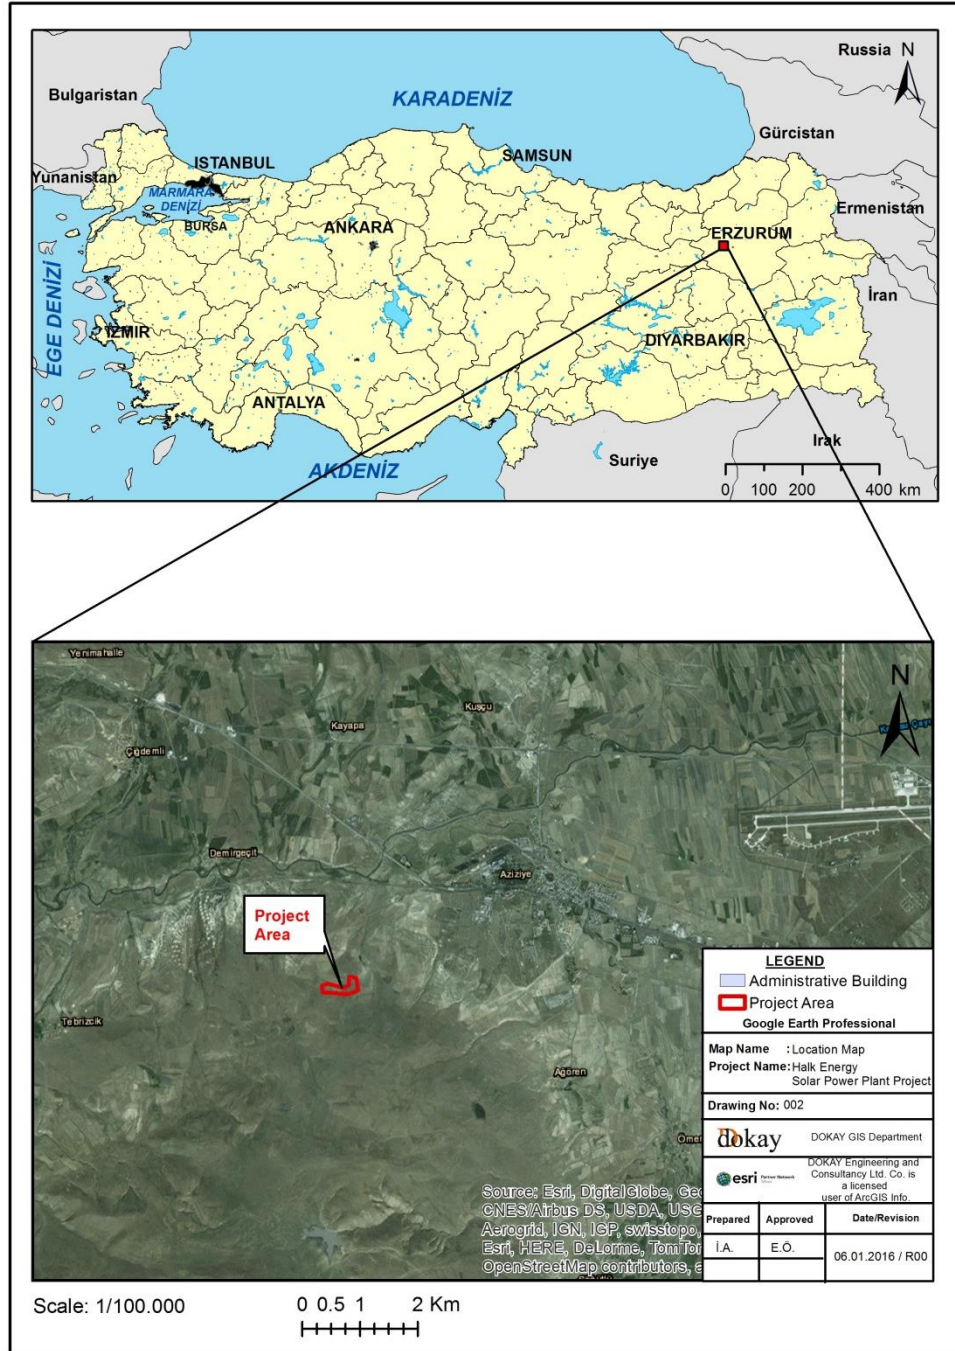 Russia
N
Bulgaristan
KARADENİZ
Gürcistan
ISTANBUL
SAMSUN
Yunanistan
MARMARA
DENİZİ
BURSA
ANKARA
ERZURUM
Ermenistan
EGE DENİZİ
İran
İZMIR
DIYARBAKIR
ANTALYA
AKDENİZ
Irak
Suriye
0 100 200 400 km
Yenimahalle
N
Kuşçu
Kayapa
Çiğdemli
Demirgeçit
Aziziye
Project
Area
Tebrizcik
Ağören
LEGEND
Administrative Building
Project Area
Google Earth Professional
Map Name : Location Map
Project Name: Halk Energy
Solar Power Plant Project
Drawing No: 002
dokay DOKAY GIS Department
esri Partner Network
DOKAY Engineering and
Consultancy Ltd. Co. is
a licensed
user of ArcGIS Info.
Prepared Approved Date/Revision
İ.A. E.Ö. 06.01.2016 / R00
Source: Esri, DigitalGlobe,
CNES/Airbus DS, USDA,
Aerogrid, IGN, IGP, swisstopo,
Esri, HERE, DeLorme,
OpenStreetMap contributors,
Scale: 1/100.000
0 0.5 1 2 Km